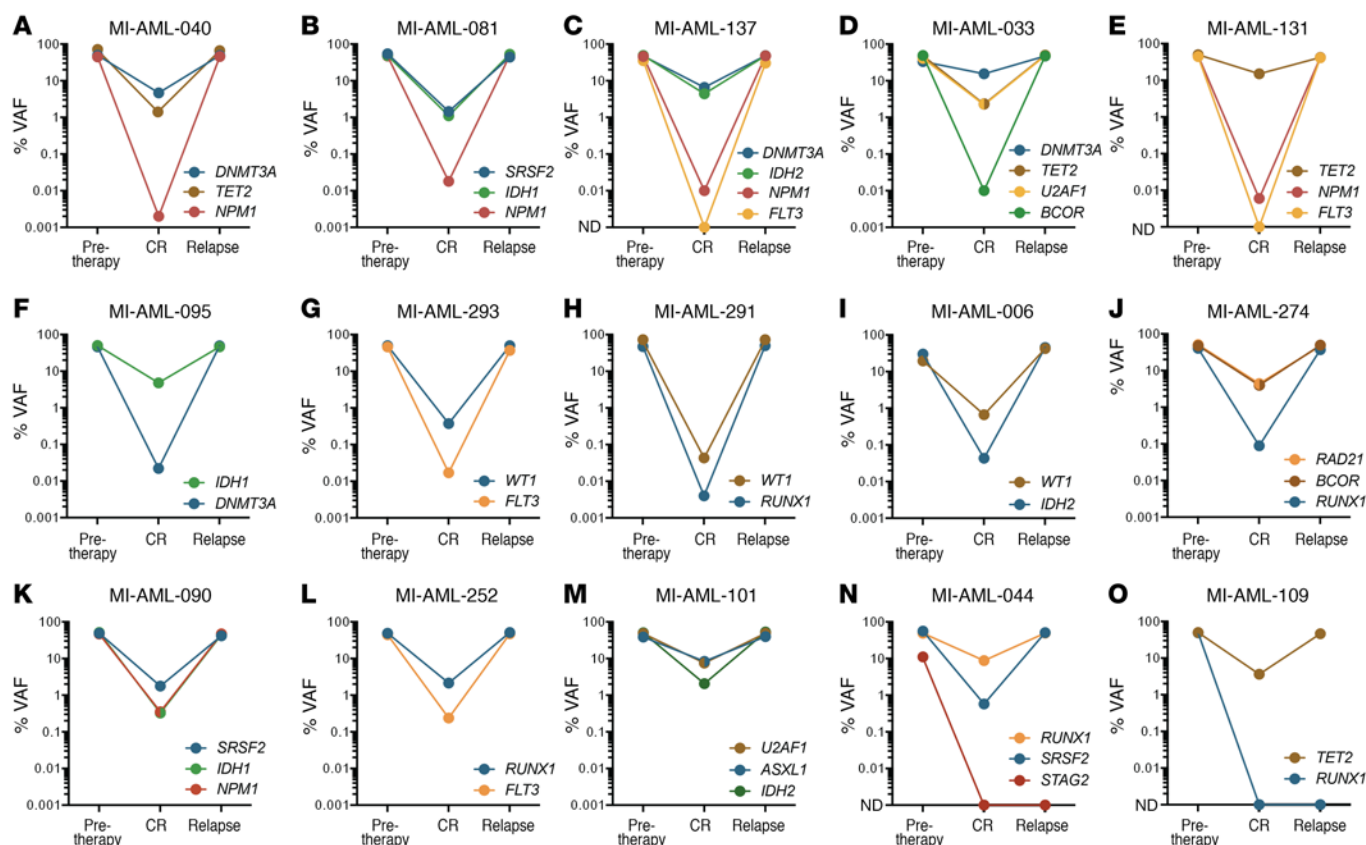 A MI-AML-040
% VAF
100
10
1
0.1
0.01
0.001
DNMT3A
TET2
NPM1
Pre-therapy CR Relapse
B MI-AML-081
% VAF
100
10
1
0.1
0.01
0.001
SRSF2
IDH1
NPM1
Pre-therapy CR Relapse
C MI-AML-137
% VAF
100
10
1
0.1
0.01
ND
DNMT3A
IDH2
NPM1
FLT3
Pre-therapy CR Relapse
D MI-AML-033
% VAF
100
10
1
0.1
0.01
0.001
DNMT3A
TET2
U2AF1
BCOR
Pre-therapy CR Relapse
E MI-AML-131
% VAF
100
10
1
0.1
0.01
ND
TET2
NPM1
FLT3
Pre-therapy CR Relapse
F MI-AML-095
% VAF
100
10
1
0.1
0.01
0.001
IDH1
DNMT3A
Pre-therapy CR Relapse
G MI-AML-293
% VAF
100
10
1
0.1
0.01
0.001
WT1
FLT3
Pre-therapy CR Relapse
H MI-AML-291
% VAF
100
10
1
0.1
0.01
0.001
WT1
RUNX1
Pre-therapy CR Relapse
I MI-AML-006
% VAF
100
10
1
0.1
0.01
0.001
WT1
IDH2
Pre-therapy CR Relapse
J MI-AML-274
% VAF
100
10
1
0.1
0.01
0.001
RAD21
BCOR
RUNX1
Pre-therapy CR Relapse
K MI-AML-090
% VAF
100
10
1
0.1
0.01
0.001
SRSF2
IDH1
NPM1
Pre-therapy CR Relapse
L MI-AML-252
% VAF
100
10
1
0.1
0.01
0.001
RUNX1
FLT3
Pre-therapy CR Relapse
M MI-AML-101
% VAF
100
10
1
0.1
0.01
0.001
U2AF1
ASXL1
IDH2
Pre-therapy CR Relapse
N MI-AML-044
% VAF
100
10
1
0.1
0.01
ND
RUNX1
SRSF2
STAG2
Pre-therapy CR Relapse
O MI-AML-109
% VAF
100
10
1
0.1
0.01
ND
TET2
RUNX1
Pre-therapy CR Relapse